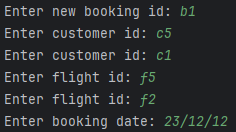 Enter new booking id: b1
Enter customer id: c5
Enter customer id: c1
Enter flight id: f5
Enter flight id: f2
Enter booking date: 23/12/12